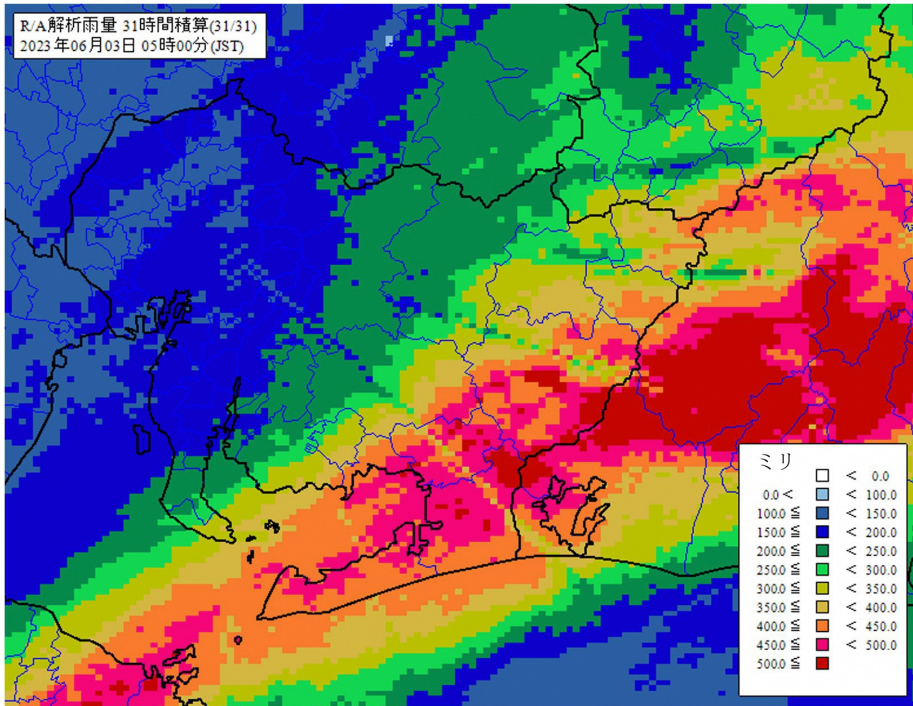 R/A解析雨量 31時間積算(31/31)
2023年06月03日 05時00分(JST)
ミリ
< 0.0
0.0 < < 100.0
100.0 ≦ < 150.0
150.0 ≦ < 200.0
200.0 ≦ < 250.0
250.0 ≦ < 300.0
300.0 ≦ < 350.0
350.0 ≦ < 400.0
400.0 ≦ < 450.0
450.0 ≦ < 500.0
500.0 ≦